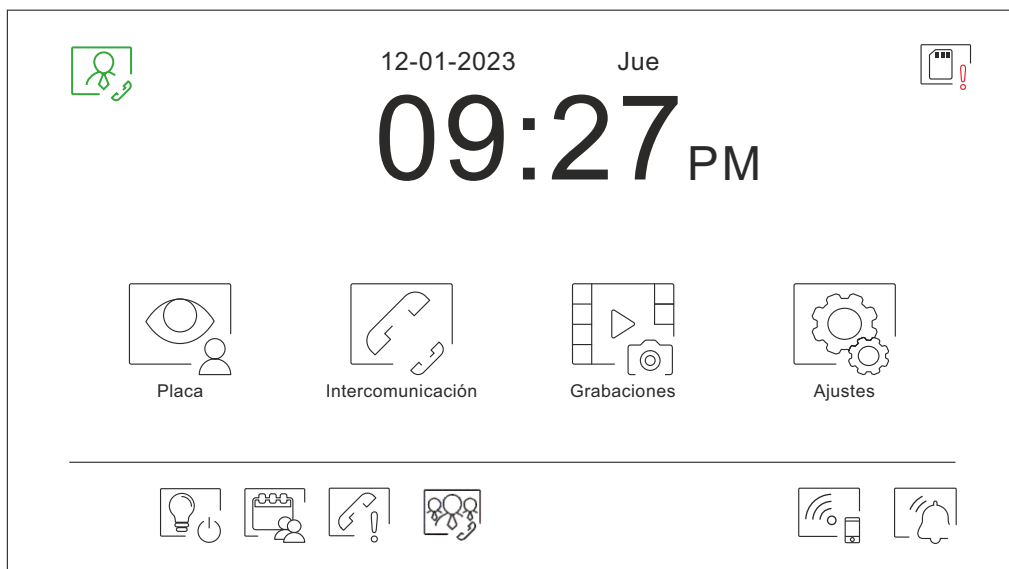 12-01-2023 Jue
09:27 PM
Placa Intercomunicación Grabaciones Ajustes